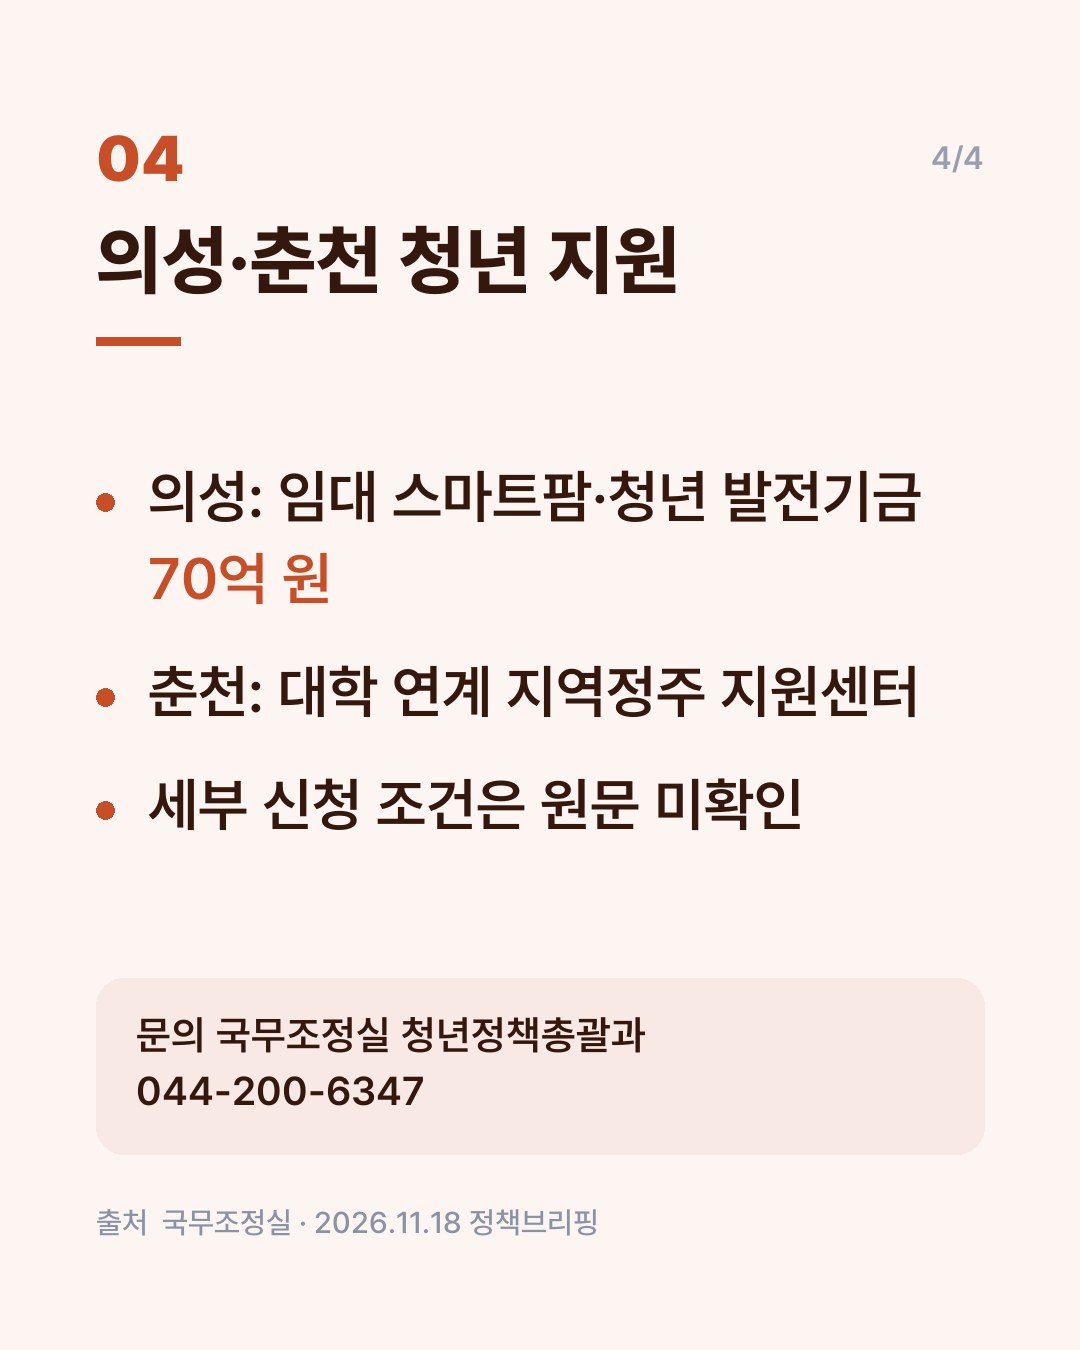 04
4/4
의성·춘천 청년 지원
• 의성: 임대 스마트팜·청년 발전기금
70억 원
• 춘천: 대학 연계 지역정주 지원센터
• 세부 신청 조건은 원문 미확인
문의 국무조정실 청년정책총괄과
044-200-6347
출처 국무조정실 · 2026.11.18 정책브리핑